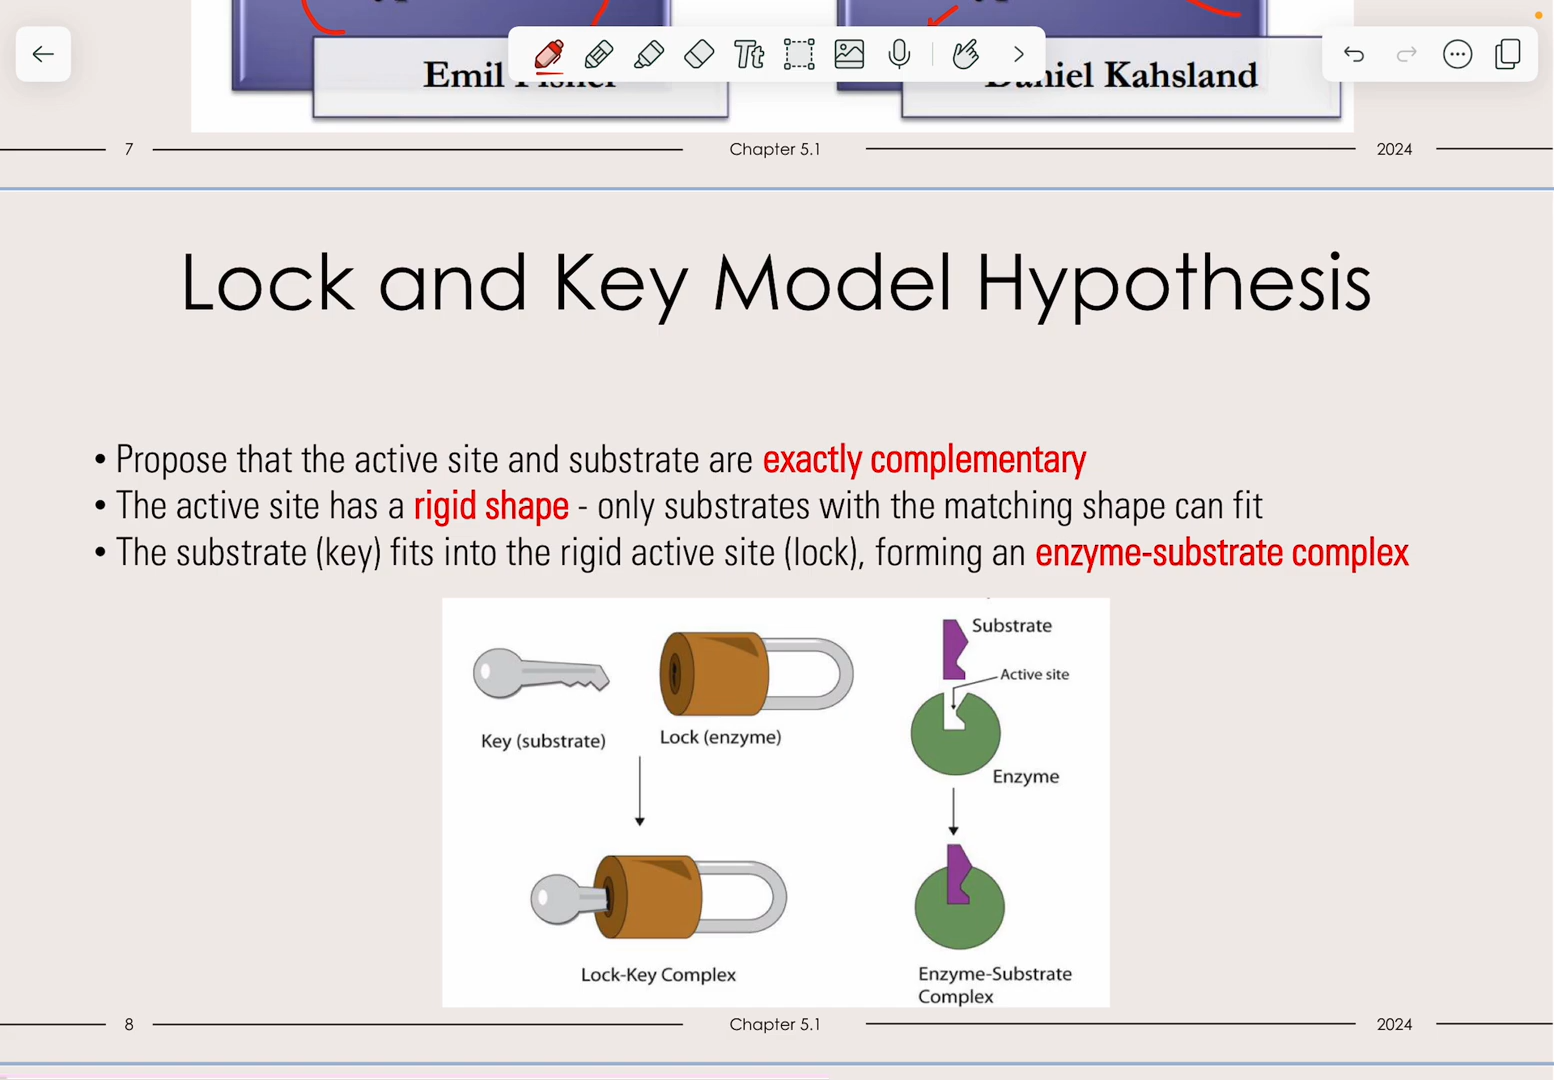 Emil Fisher
Daniel Kahsland
Tt
7
Chapter 5.1
2024
Lock and Key Model Hypothesis
• Propose that the active site and substrate are exactly complementary
• The active site has a rigid shape - only substrates with the matching shape can fit
• The substrate (key) fits into the rigid active site (lock), forming an enzyme-substrate complex
Key (substrate)
Lock (enzyme)
Lock-Key Complex
Substrate
Active site
Enzyme
Enzyme-Substrate
Complex
8
Chapter 5.1
2024